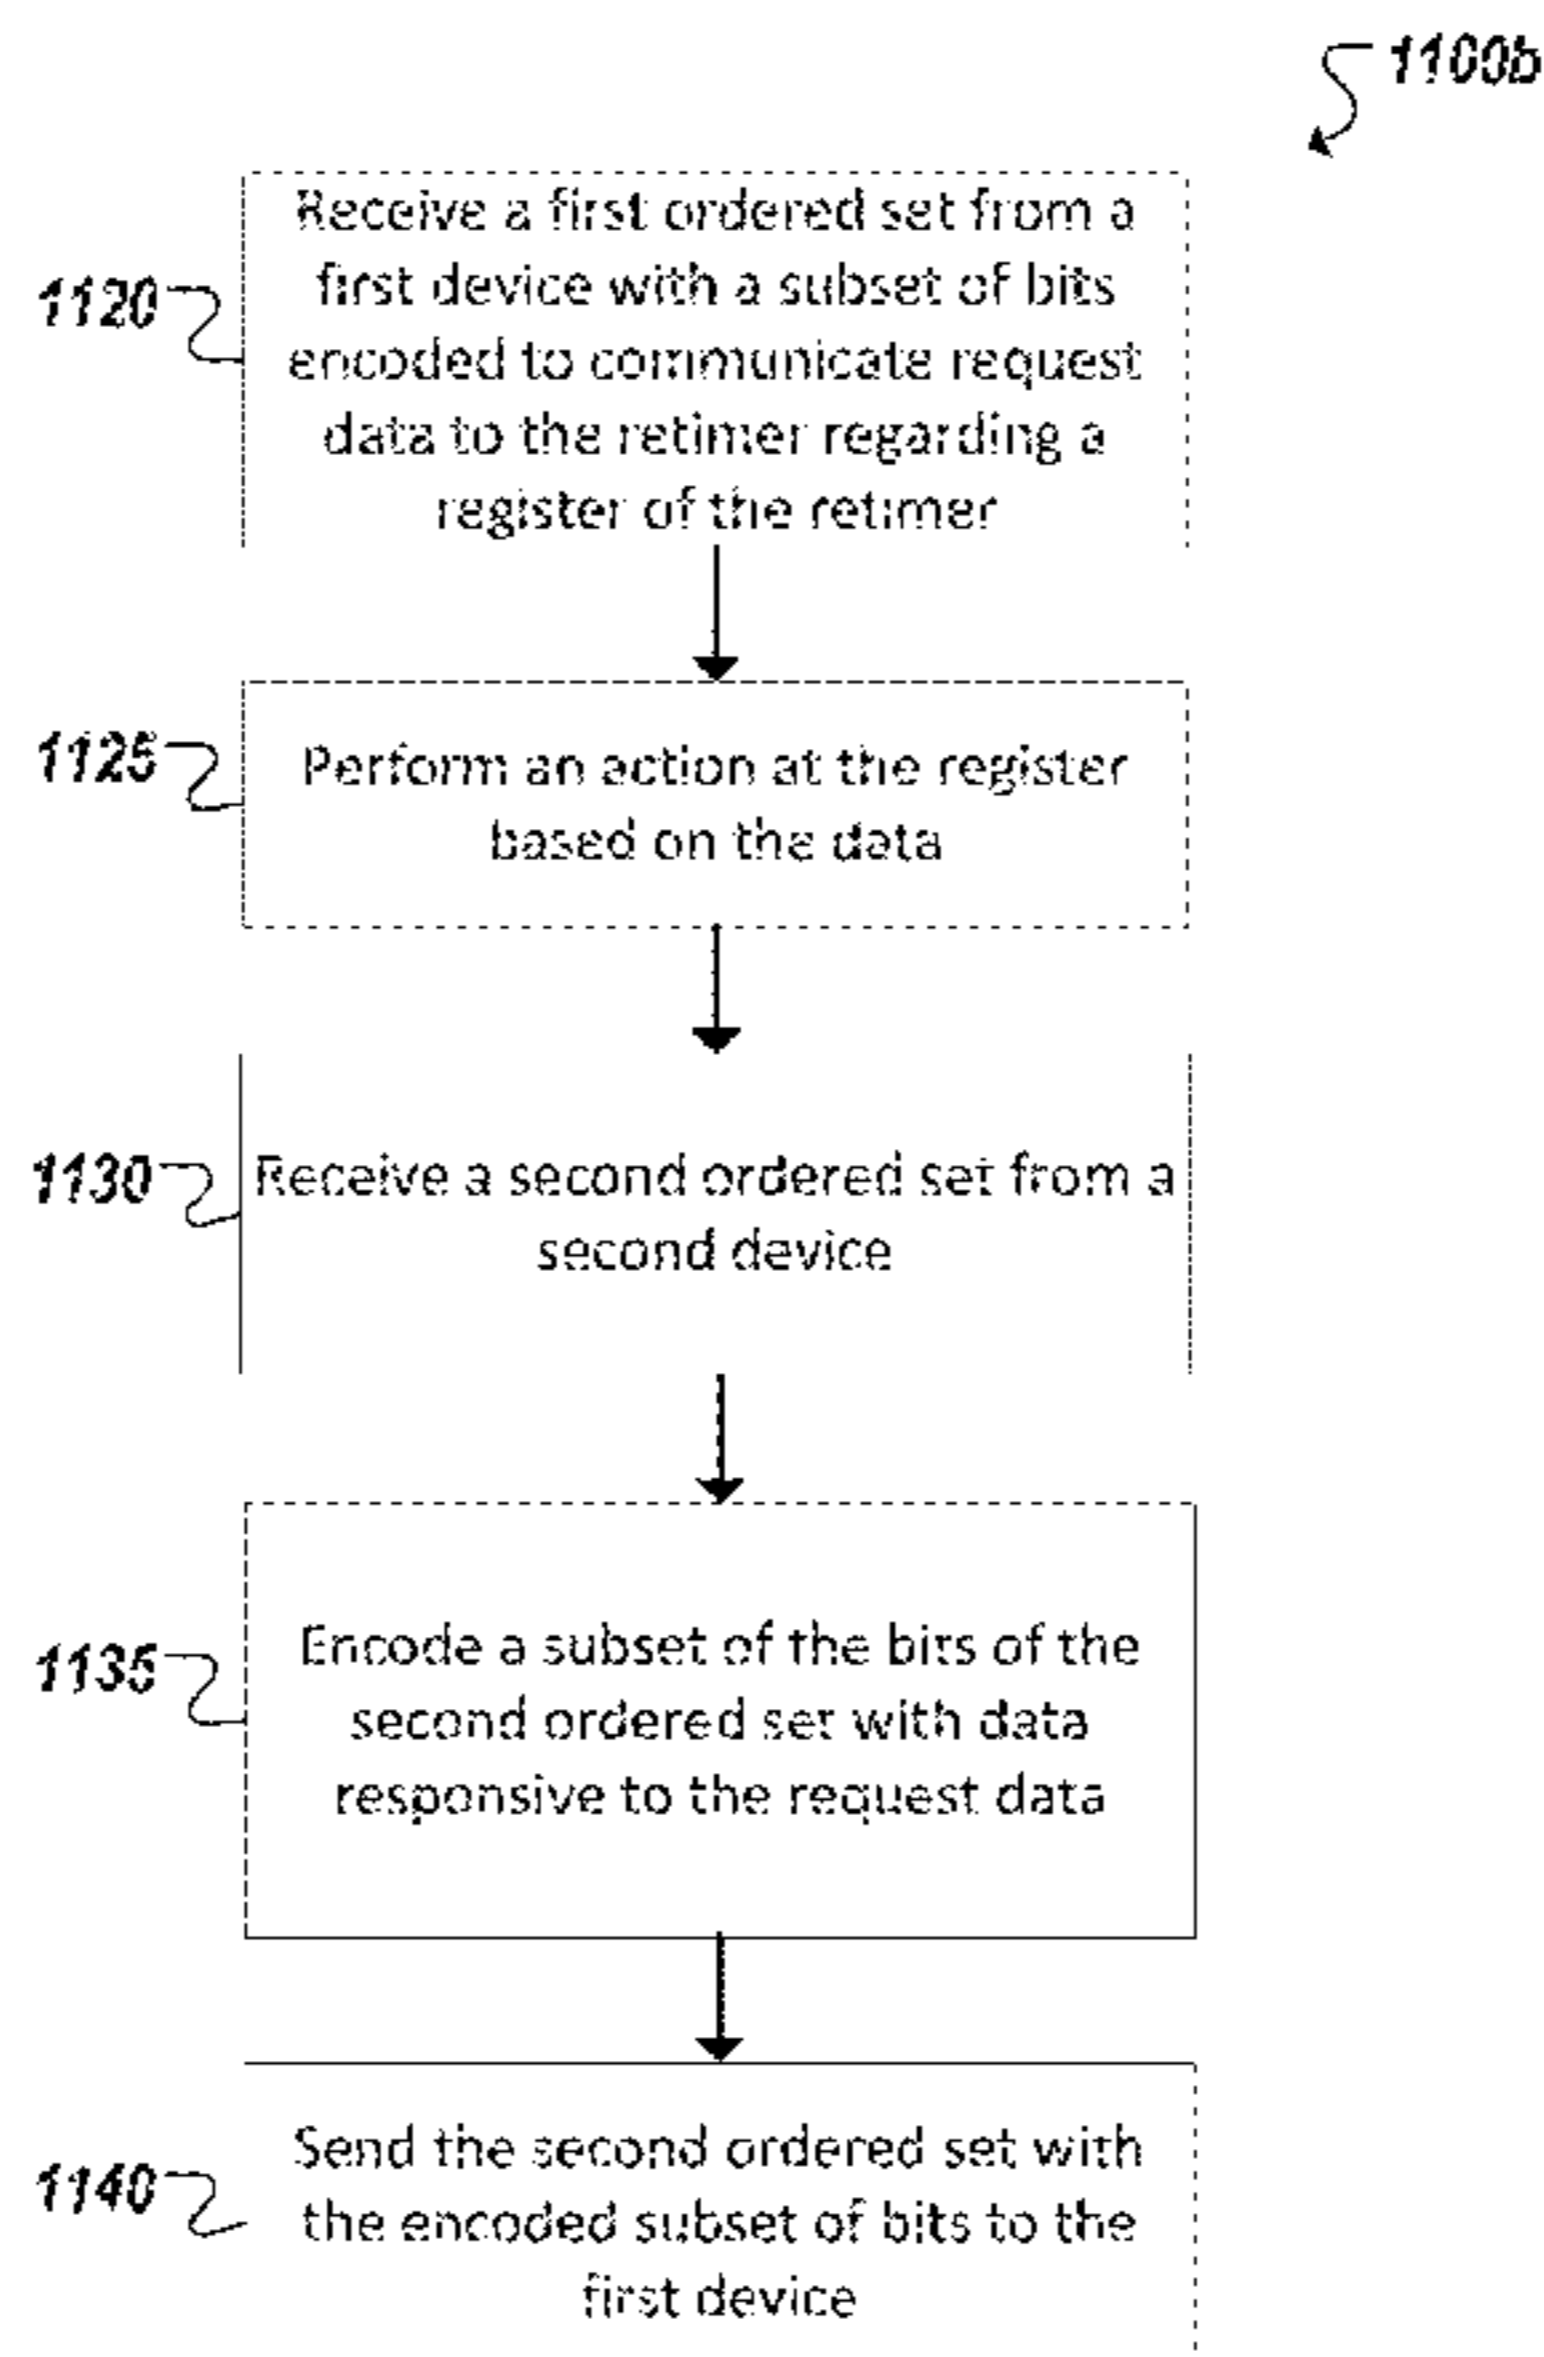 1100b
Receive a first ordered set from a
first device with a subset of bits
1120
encoded to communicate request
data to the retimer regarding a
register of the retimer
1125
Perform an action at the register
based on the data
1130
Receive a second ordered set from a
second device
1135
Encode a subset of the bits of the
second ordered set with data
responsive to the request data
1140
Send the second ordered set with
the encoded subset of bits to the
first device